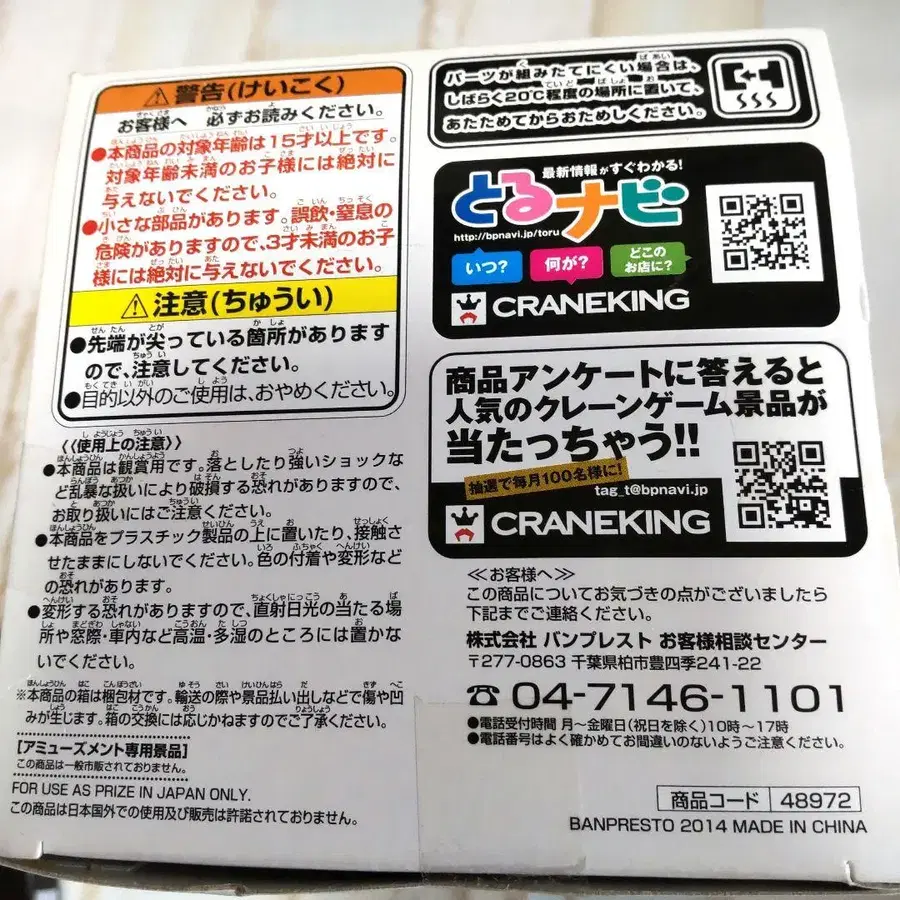 ⚠警告(けいこく)
お客様へ 必ずお読みください。
●本商品の対象年齢は15才以上です。
対象年齢未満のお子様には絶対に
与えないでください。
●小さな部品があります。誤飲・窒息の
危険がありますので、3才未満のお子
様には絶対に与えないでください。
⚠注意(ちゅうい)
●先端が尖っている箇所があります
ので、注意してください。
●目的以外のご使用は、おやめください。
《使用上の注意》
●本商品は観賞用です。落としたり強いショックな
ど乱暴な扱いにより破損する恐れがありますので、
お取り扱いにはご注意ください。
●本商品をプラスチック製品の上に置いたり、接触さ
せたままにしないでください。色の付着や変形など
の恐れがあります。
●変形する恐れがありますので、直射日光の当たる場
所や窓際・車内など高温・多湿のところには置かな
いでください。
※本商品の箱は梱包材です。輸送の際や景品払い出しなどで傷や凹
みが生じます。箱の交換には応じかねますのでご了承ください。
[アミューズメント専用景品]
この商品は一般市販されておりません。
FOR USE AS PRIZE IN JAPAN ONLY.
この商品は日本国外での使用及び販売は許諾されておりません。
パーツが組みたてにくい場合は、
しばらく20℃程度の場所に置いて、
あたためてからおためしください。
最新情報がすぐわかる!
とるナビ
http://bpnavi.jp/toru
いつ?
何が?
どこの
お店に?
CRANEKING
商品アンケートに答えると
人気のクレーンゲーム景品が
当たっちゃう!!
抽選で毎月100名様に!
tag_t@bpnavi.jp
CRANEKING
≪お客様へ≫
この商品についてお気づきの点がございましたら
下記までご連絡ください。
株式会社 バンプレスト お客様相談センター
〒277-0863 千葉県柏市豊四季241-22
☎04-7146-1101
●電話受付時間 月〜金曜日(祝日を除く)10時〜17時
●電話番号はよく確かめてお間違いのないようご注意ください。
商品コード 48972
BANPRESTO 2014 MADE IN CHINA